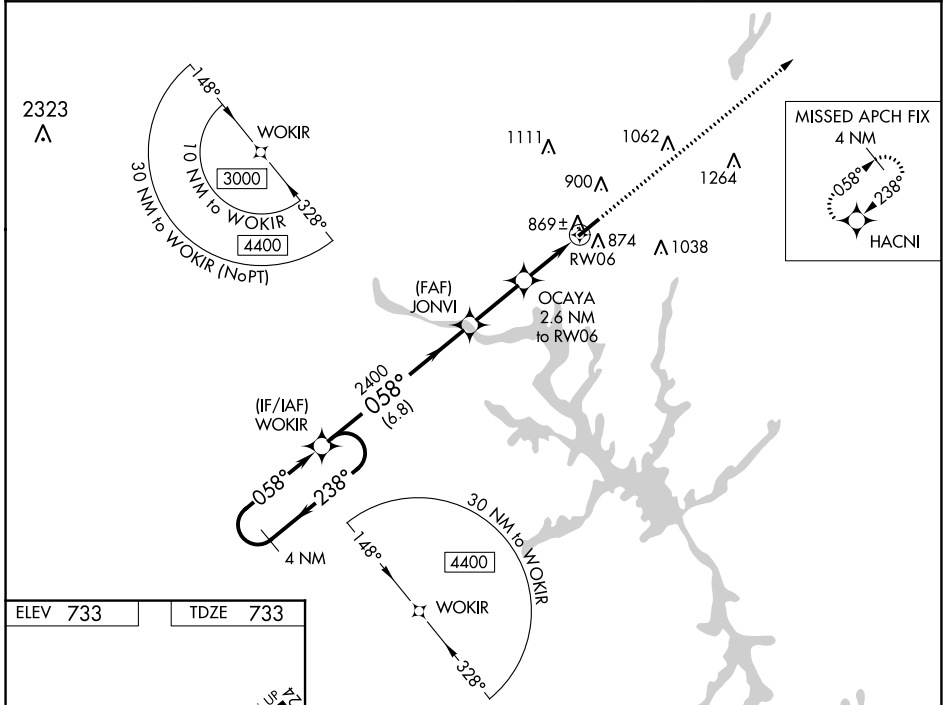 2323
148°
WOKIR
10 NM to WOKIR
3000
328°
30 NM to WOKIR (NoPT)
4400
1111
1062
1264
900
869±
874
1038
RW06
MISSED APCH FIX
4 NM
058°
238°
HACNI
(FAF)
JONVI
OCAYA
2.6 NM
to RW06
2400
058°
(6.8)
(IF/IAF)
WOKIR
058°
238°
4 NM
30 NM to WOKIR
148°
4400
WOKIR
328°
ELEV 733
TDZE 733
UP
24